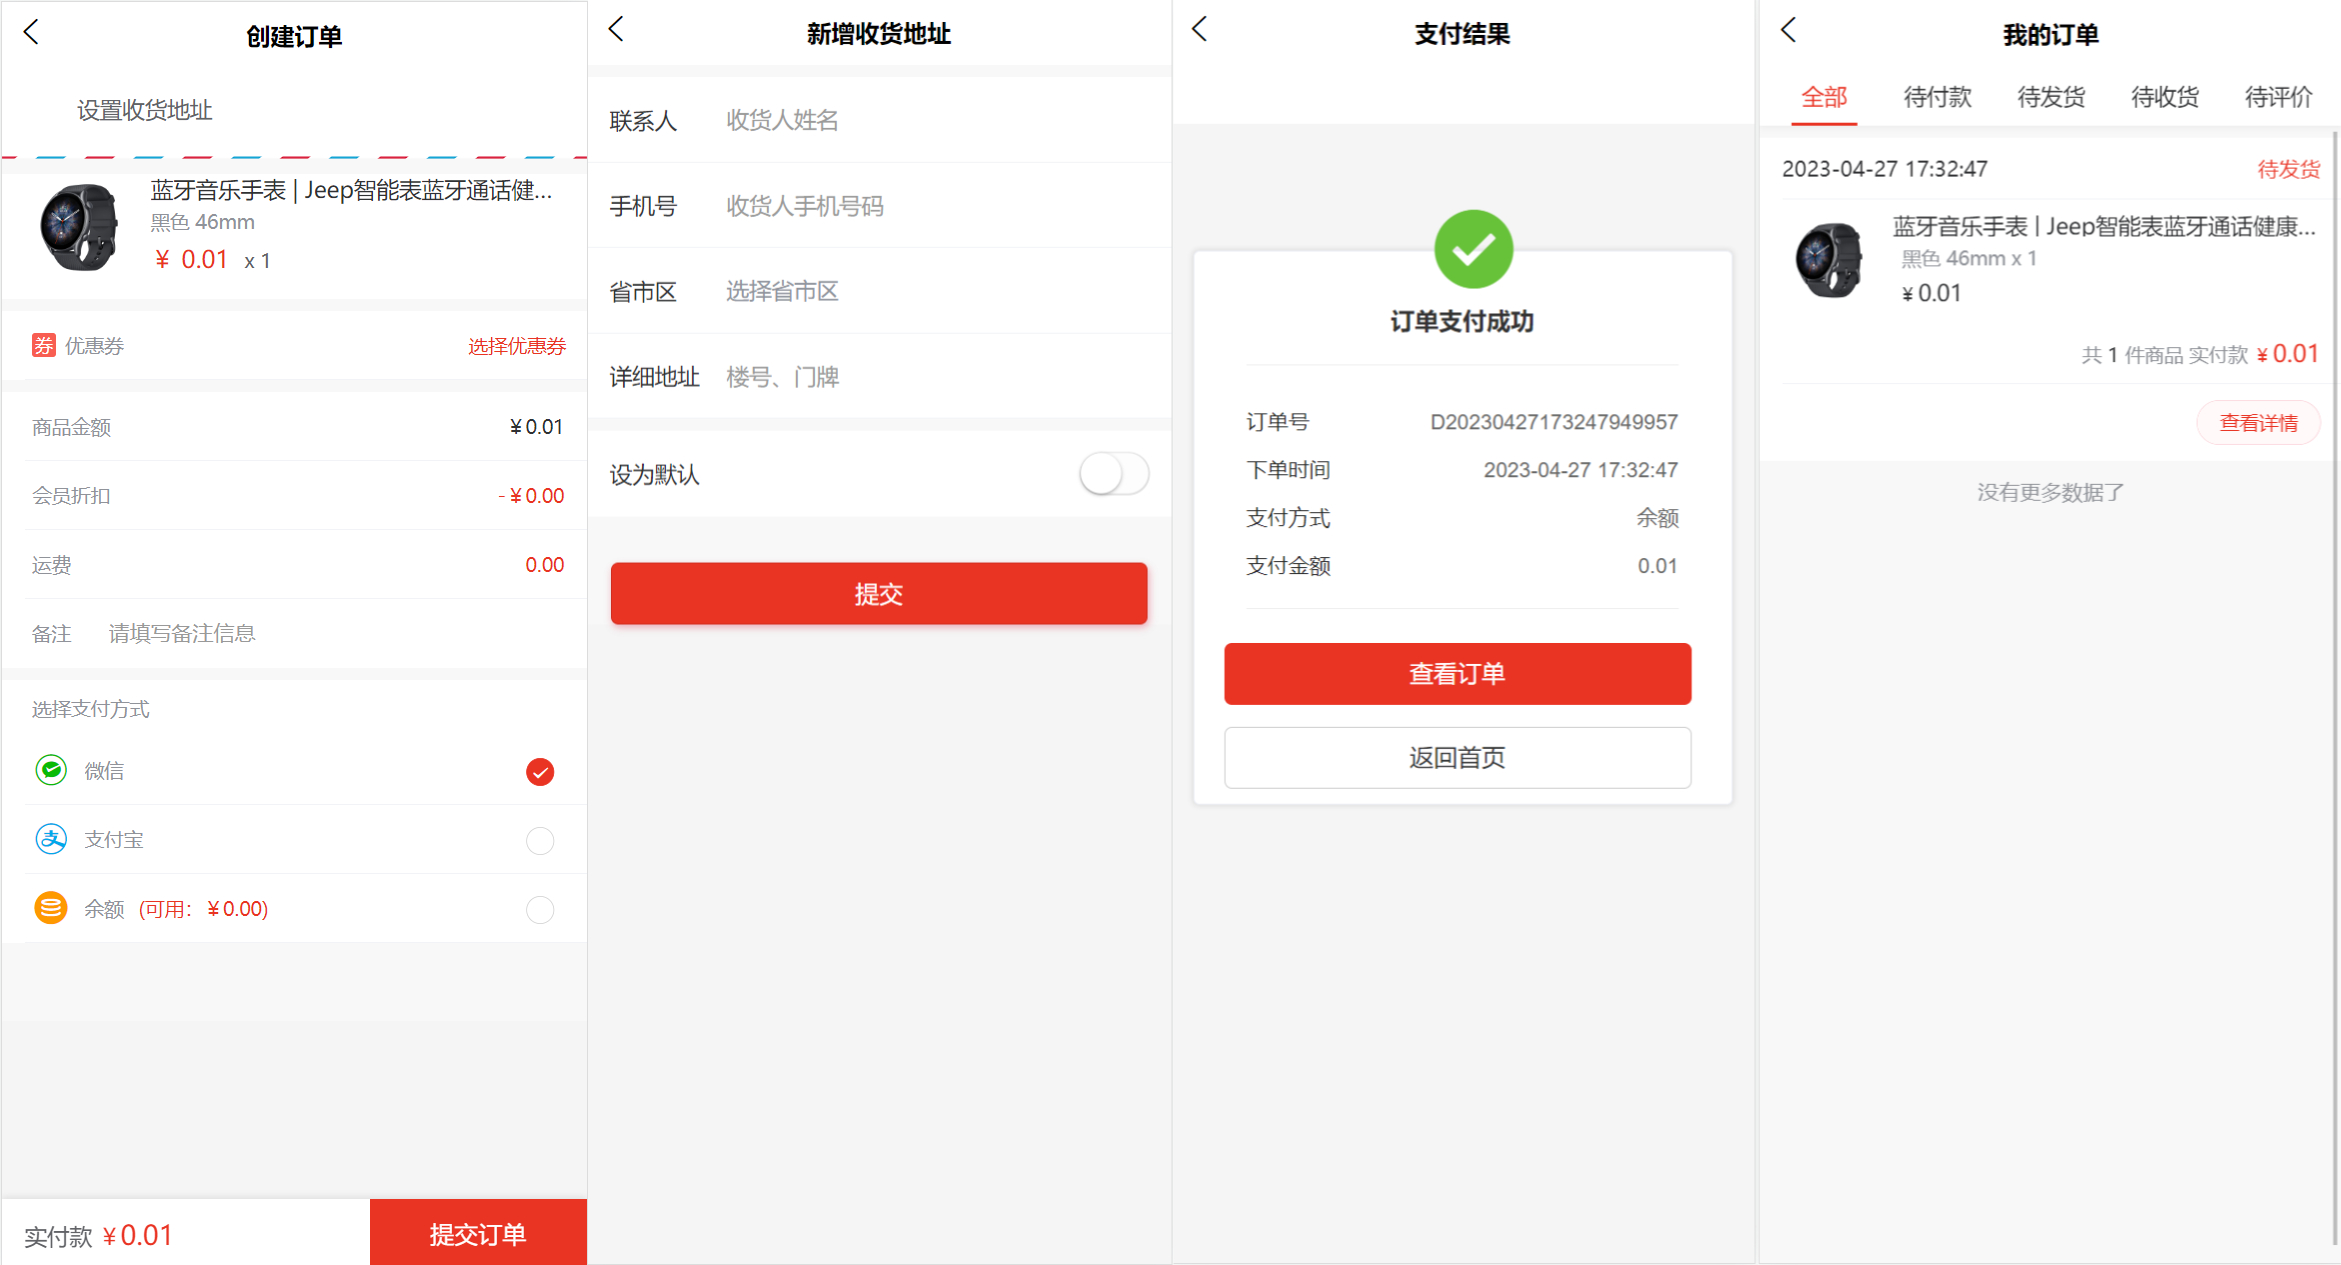 创建订单
设置收货地址
蓝牙音乐手表 | Jeep智能表蓝牙通话健...
黑色 46mm
¥ 0.01 x 1
券 优惠券 选择优惠券
商品金额 ¥0.01
会员折扣 -¥0.00
运费 0.00
备注 请填写备注信息
选择支付方式
微信
支 支付宝
余额 (可用: ¥0.00)
实付款 ¥0.01 提交订单
新增收货地址
联系人 收货人姓名
手机号 收货人手机号码
省市区 选择省市区
详细地址 楼号、门牌
设为默认
提交
支付结果
订单支付成功
订单号 D20230427173247949957
下单时间 2023-04-27 17:32:47
支付方式 余额
支付金额 0.01
查看订单
返回首页
我的订单
全部 待付款 待发货 待收货 待评价
2023-04-27 17:32:47 待发货
蓝牙音乐手表 | Jeep智能表蓝牙通话健康...
黑色 46mm x 1
¥0.01
共 1 件商品 实付款 ¥0.01
查看详情
没有更多数据了